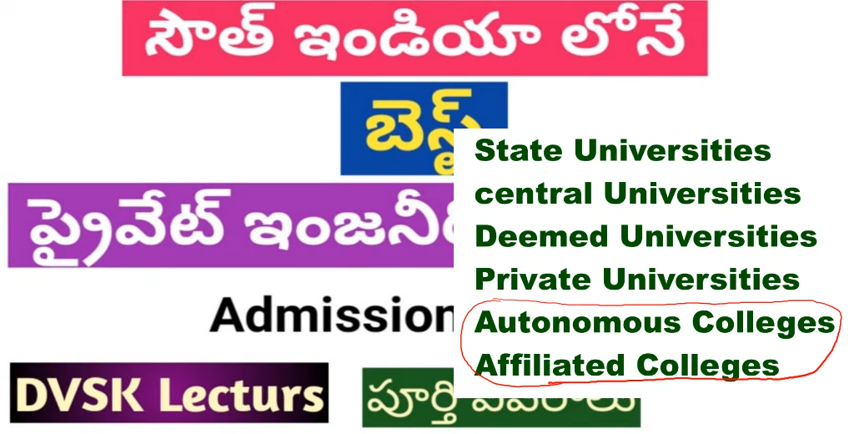 సౌత్ ఇండియా లోనే
బెస్ట్
ప్రైవేట్
Admission
State Universities
central Universities
Deemed Universities
Private Universities
Autonomous Colleges
Affiliated Colleges
DVSK Lecturs
పూర్తి